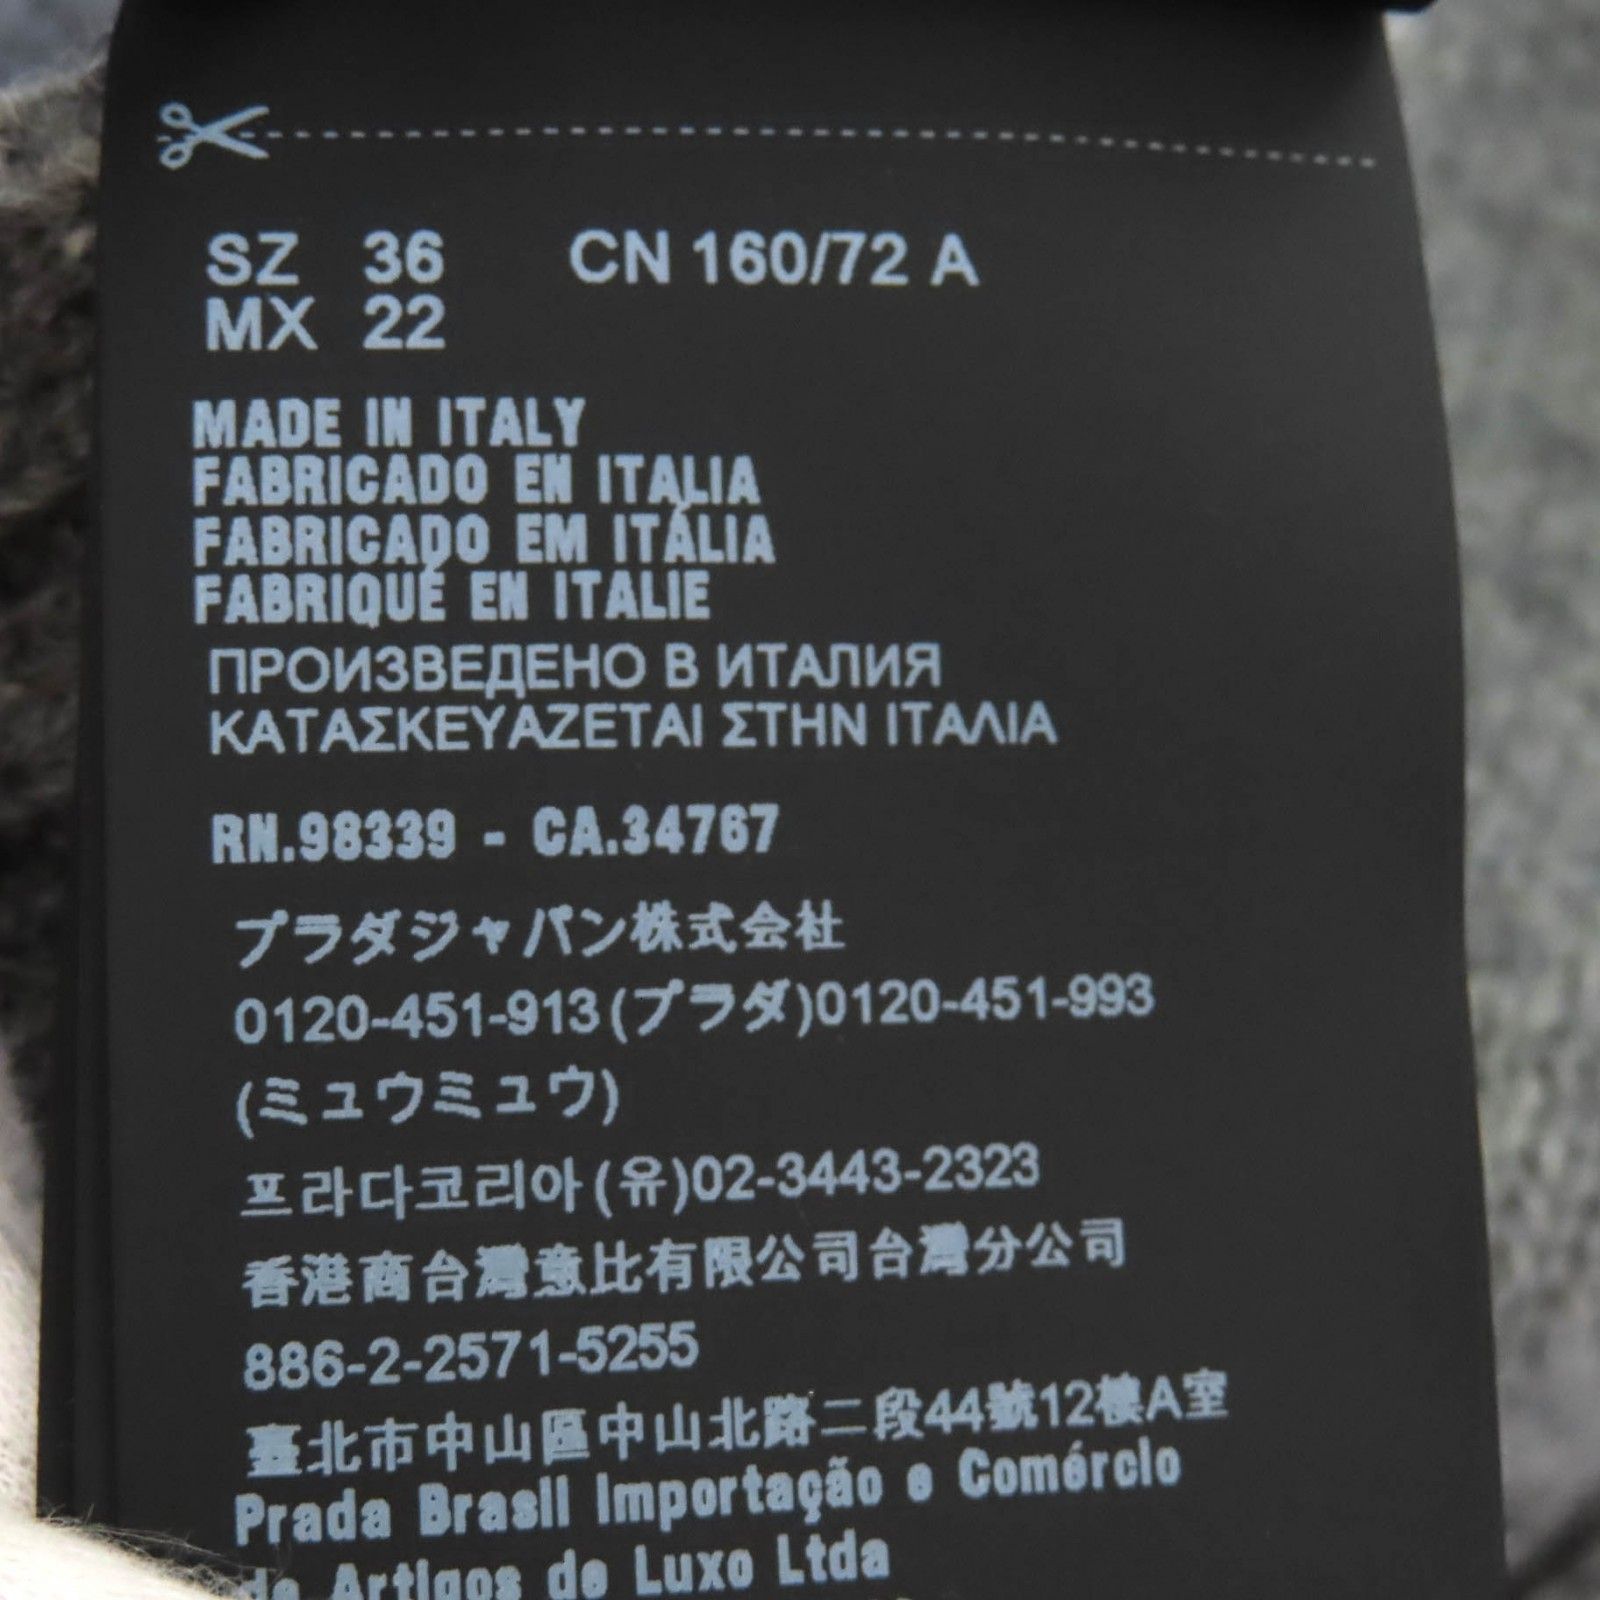 SZ 36 CN 160/72 A
MX 22
MADE IN ITALY
FABRICADO EN ITALIA
FABRICADO EM ITÁLIA
FABRIQUÉ EN ITALIE
ПРОИЗВЕДЕНО В ИТАЛИЯ
ΚΑΤΑΣΚΕΥΑΖΕΤΑΙ ΣΤΗΝ ΙΤΑΛΙΑ
RN.98339 - CA.34767
プラダジャパン株式会社
0120-451-913(プラダ)0120-451-993
(ミュウミュウ)
프라다코리아(유)02-3443-2323
香港商台灣意比有限公司台灣分公司
886-2-2571-5255
臺北市中山區中山北路二段44號12樓A室
Prada Brasil Importação e Comércio
de Artigos de Luxo Ltda